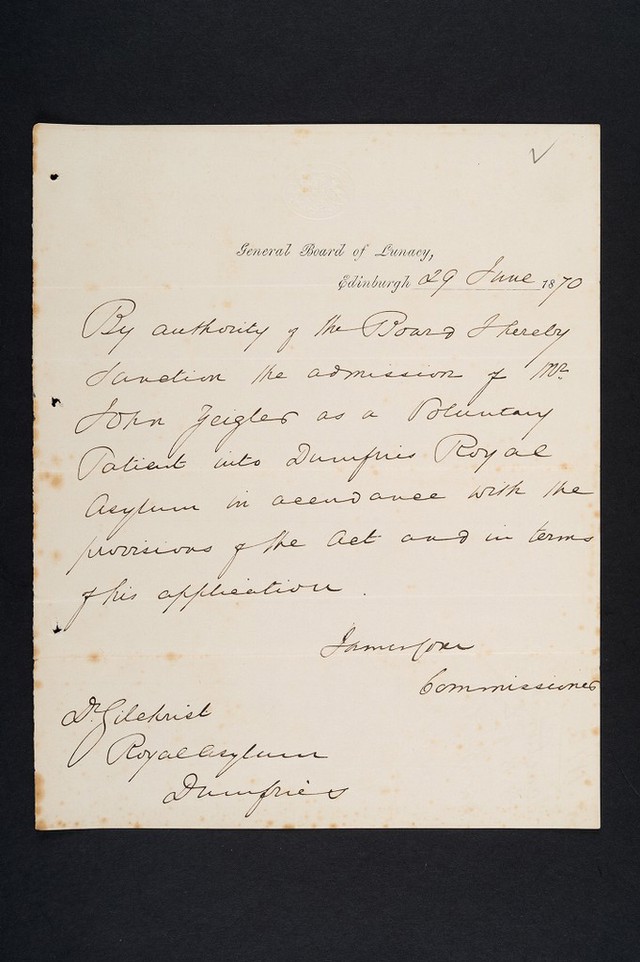 General Board of Lunacy,
Edinburgh 29 June 1870
By authority of the Board I hereby
sanction the admission of Mr
John Zeigler as a Voluntary
Patient into Dumfries Royal
Asylum in accordance with the
provisions of the Act and in terms
of his application.
James Coxe
Commissioner
Dr Gilchrist
Royal Asylum
Dumfries